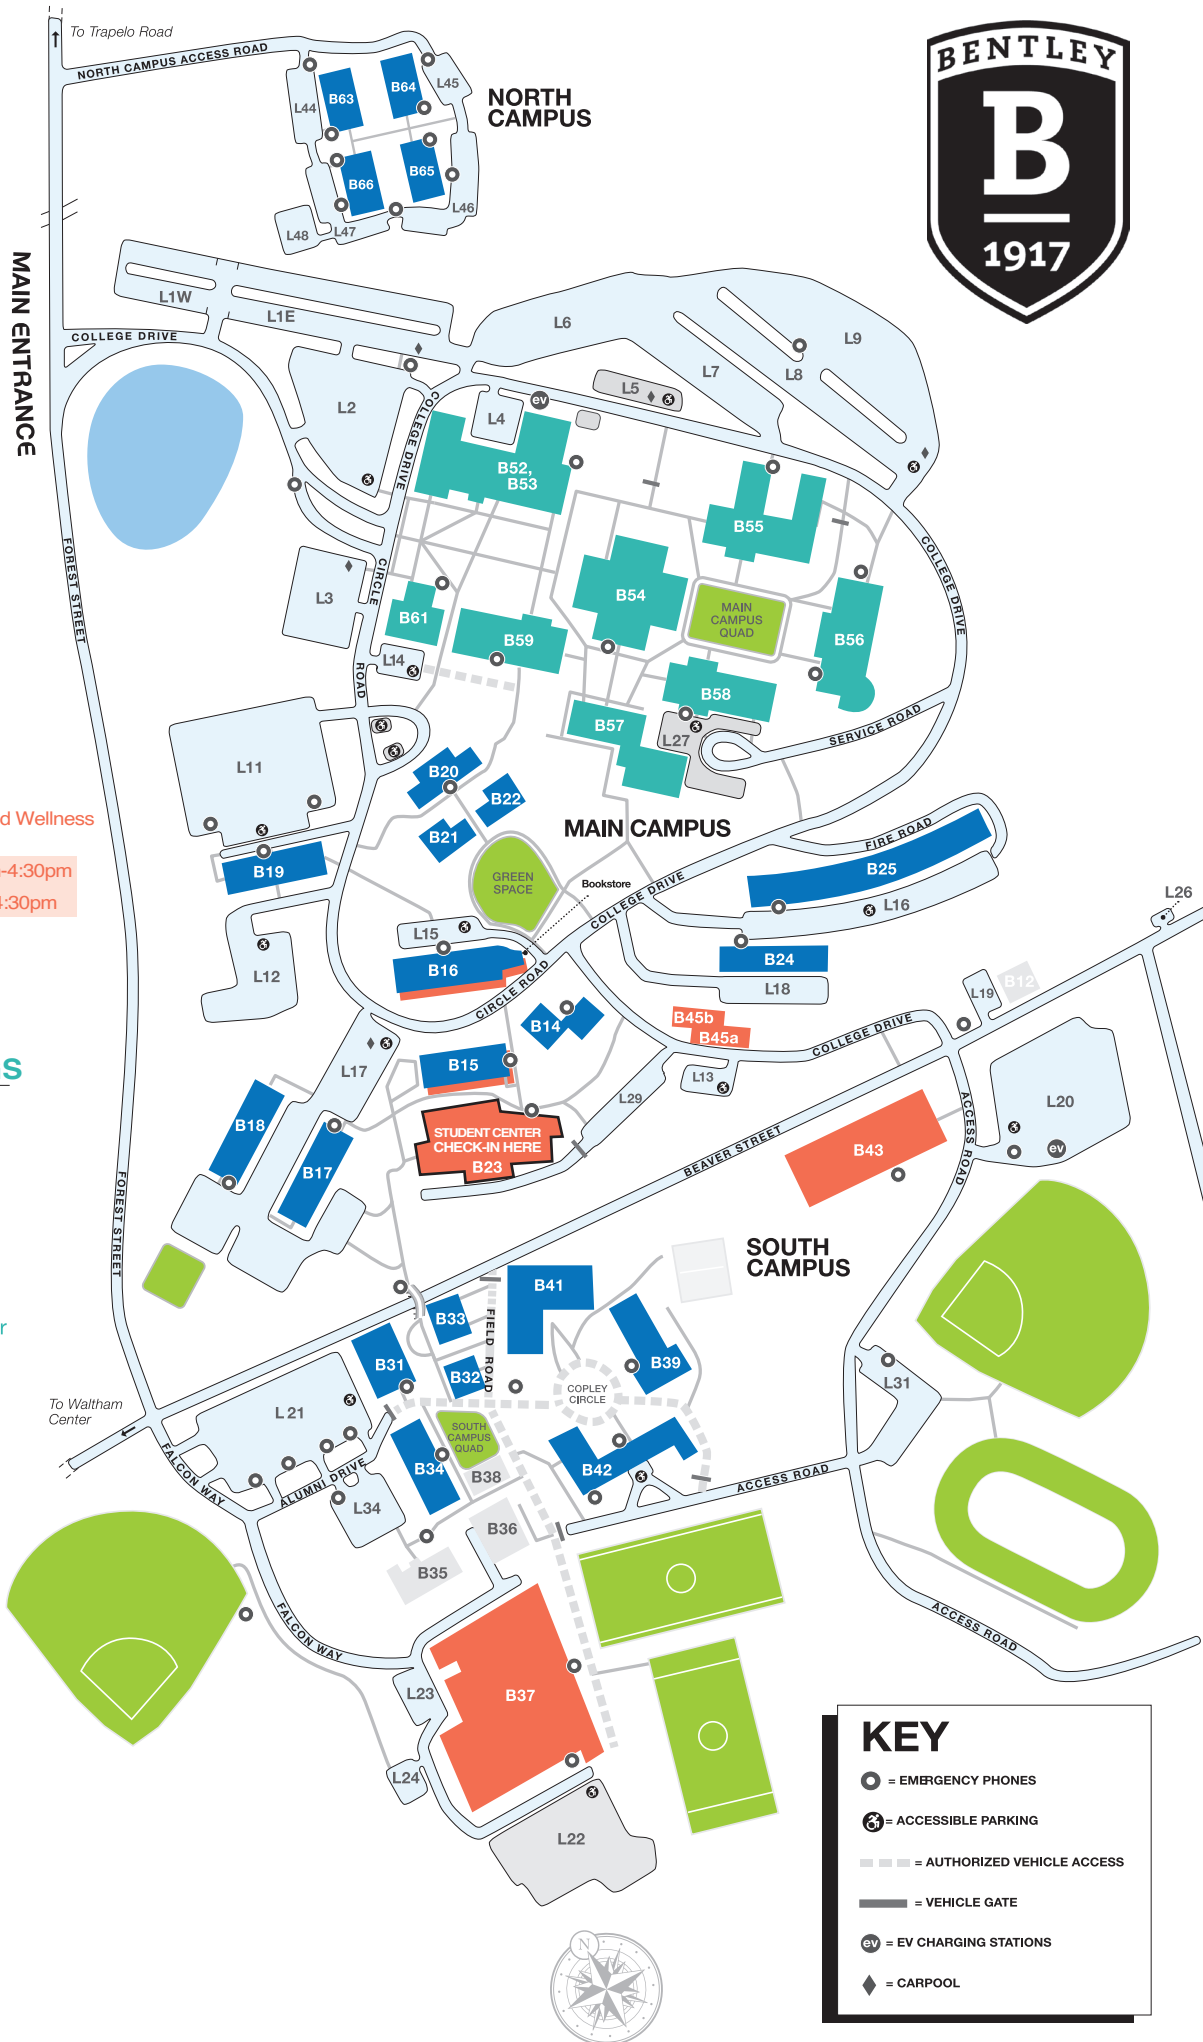 To Trapelo Road
NORTH CAMPUS ACCESS ROAD
BENTLEY
B
1917
NORTH
CAMPUS
L44
B63
B64
L45
B66
B65
L46
L47
L48
MAIN ENTRANCE
L1W
L1E
COLLEGE DRIVE
L6
L9
L7
L8
L5
L2
L4
ev
COLLEGE DRIVE
B52,
B53
B55
FOREST STREET
COLLEGE DRIVE
L3
CIRCLE
ROAD
B61
B59
B54
MAIN
CAMPUS
QUAD
B56
L14
B58
B57
L27
SERVICE ROAD
L11
B20
B22
B21
MAIN CAMPUS
d Wellness
-4:30pm
4:30pm
B19
GREEN
SPACE
Bookstore
COLLEGE DRIVE
FIRE ROAD
B25
L16
L26
L15
B16
CIRCLE ROAD
L12
B24
L18
L19
B12
B14
B45b
B45a
COLLEGE DRIVE
S
L17
B15
L13
L29
L20
ev
B18
B17
STUDENT CENTER
CHECK-IN HERE
B23
BEAVER STREET
B43
ACCESS ROAD
FOREST STREET
SOUTH
CAMPUS
r
B41
B33
FIELD ROAD
B31
B32
B39
L31
COPLEY
CIRCLE
To Waltham
Center
L 21
SOUTH
CAMPUS
QUAD
B34
B38
B42
FALCON WAY
ALUMNI DRIVE
L34
ACCESS ROAD
B36
B35
FALCON WAY
ACCESS ROAD
B37
L23
L24
L22
KEY
= EMERGENCY PHONES
= ACCESSIBLE PARKING
= AUTHORIZED VEHICLE ACCESS
= VEHICLE GATE
ev = EV CHARGING STATIONS
= CARPOOL
N